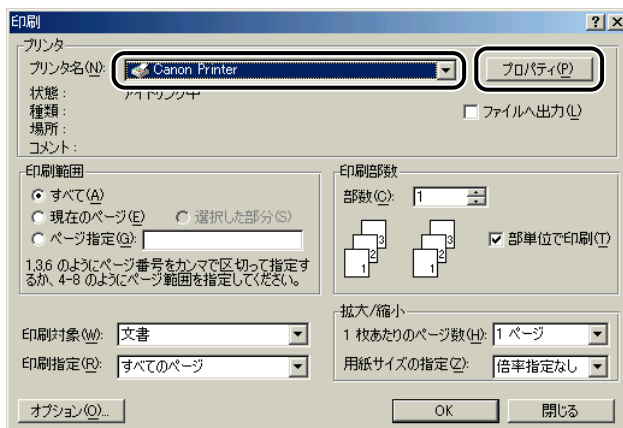 印刷
プリンタ
プリンタ名(N): Canon Printer プロパティ(P)
状態: アイドリング中
種類: ファイルへ出力(L)
場所:
コメント:
印刷範囲
すべて(A)
現在のページ(E) 選択した部分(S)
ページ指定(G):
1,3,6 のようにページ番号をカンマで区切って指定す
るか、4-8 のようにページ範囲を指定してください。
印刷部数
部数(C): 1
1 2 3 1 2 3
部単位で印刷(T)
印刷対象(W): 文書
印刷指定(R): すべてのページ
拡大/縮小
1 枚あたりのページ数(H): 1 ページ
用紙サイズの指定(Z): 倍率指定なし
オプション(O)... OK 閉じる